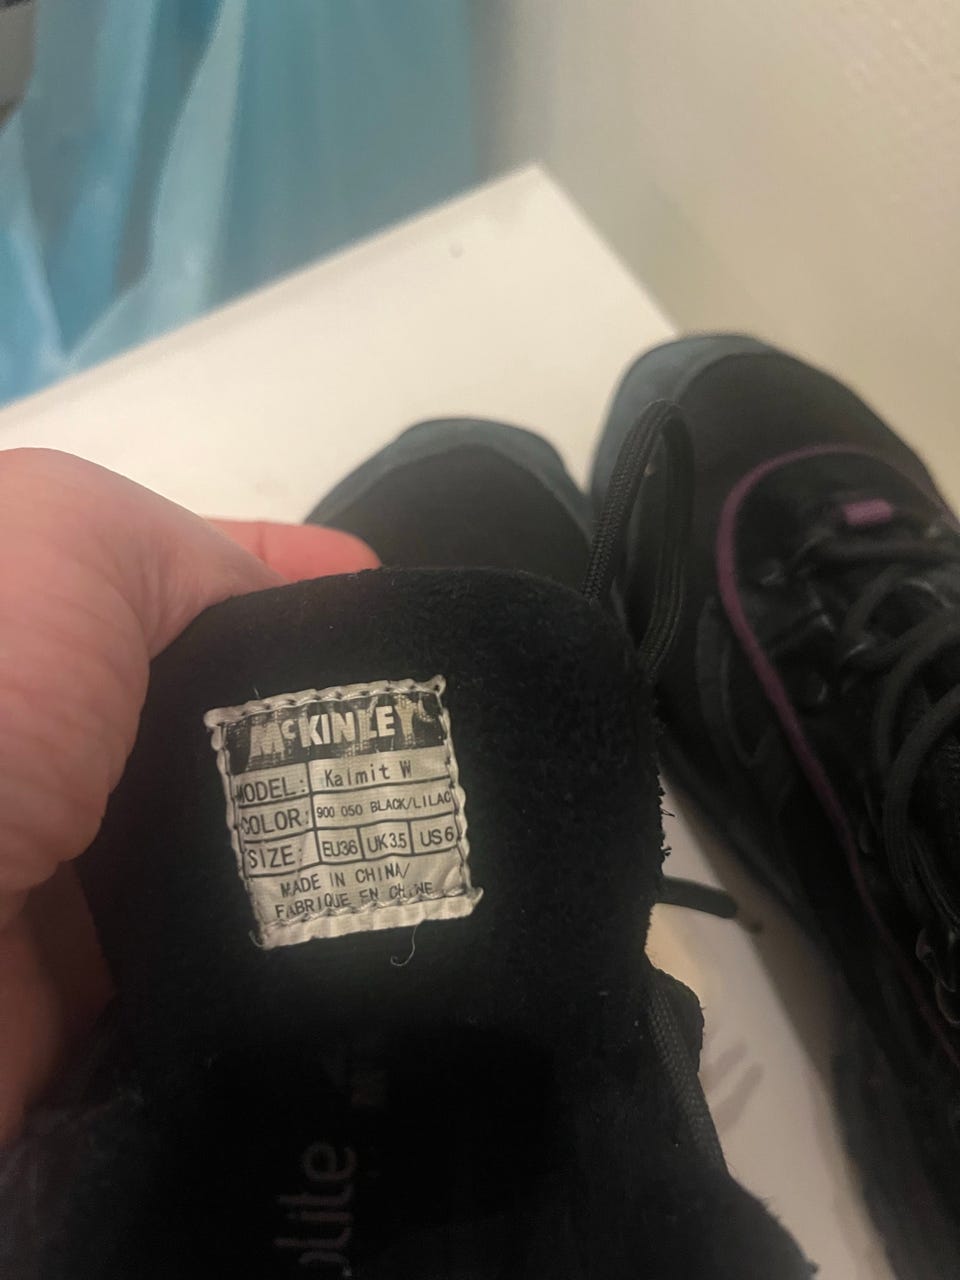 McKINLEY
MODEL: Kalmit W
COLOR: 900 050 BLACK/LILAC
SIZE: EU36 UK3.5 US6
MADE IN CHINA/
FABRIQUE EN CHINE